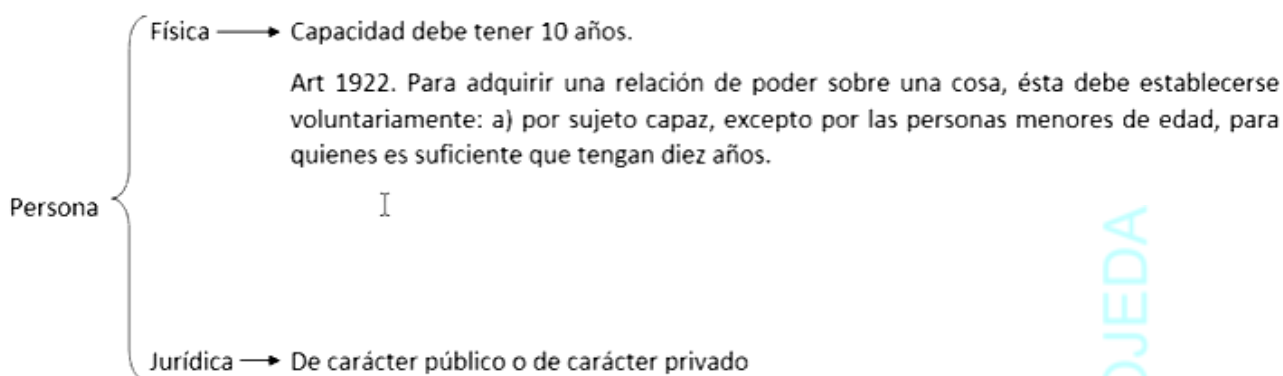 Física → Capacidad debe tener 10 años.
Art 1922. Para adquirir una relación de poder sobre una cosa, ésta debe establecerse
voluntariamente: a) por sujeto capaz, excepto por las personas menores de edad, para
quienes es suficiente que tengan diez años.
Persona
OJEDA
Jurídica → De carácter público o de carácter privado